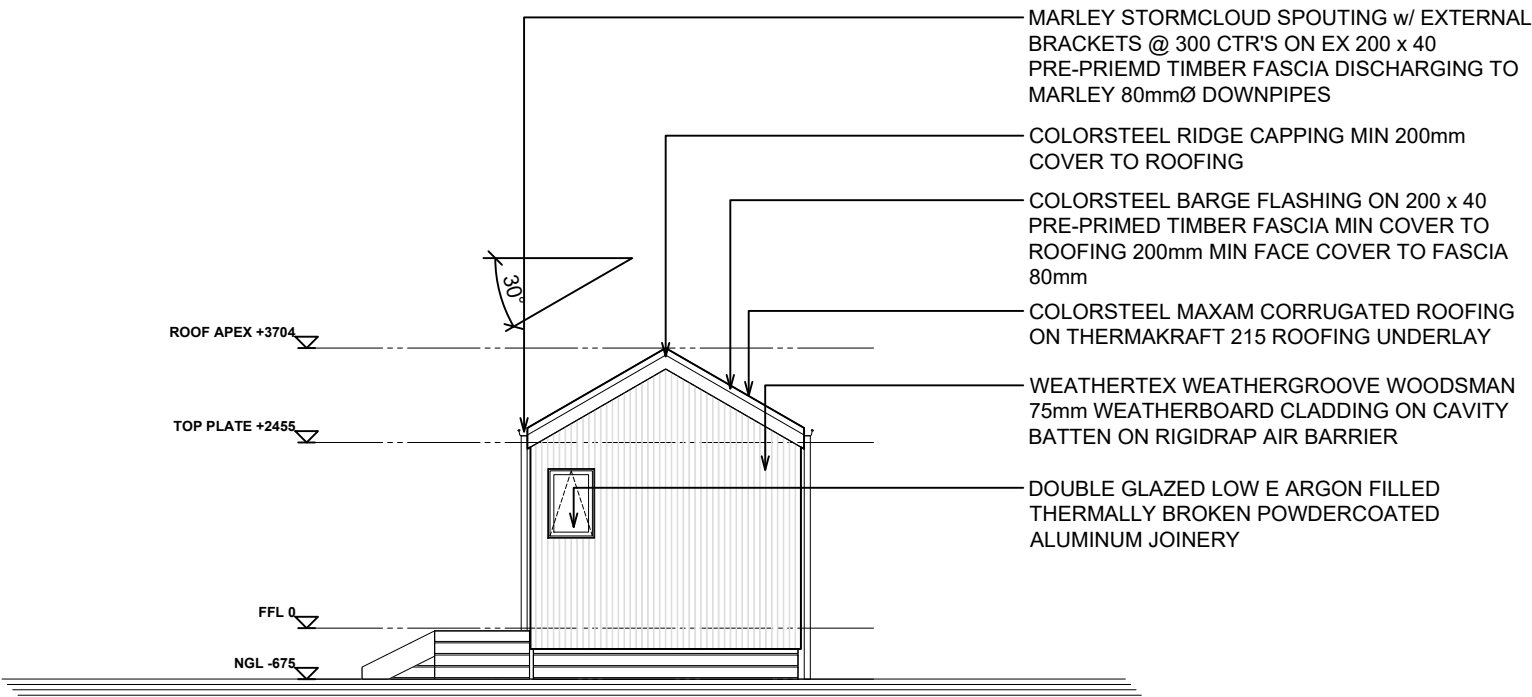 MARLEY STORMCLOUD SPOUTING w/ EXTERNAL
BRACKETS @ 300 CTR'S ON EX 200 x 40
PRE-PRIEMD TIMBER FASCIA DISCHARGING TO
MARLEY 80mmØ DOWNPIPES
COLORSTEEL RIDGE CAPPING MIN 200mm
COVER TO ROOFING
COLORSTEEL BARGE FLASHING ON 200 x 40
PRE-PRIMED TIMBER FASCIA MIN COVER TO
ROOFING 200mm MIN FACE COVER TO FASCIA
80mm
30°
COLORSTEEL MAXAM CORRUGATED ROOFING
ON THERMAKRAFT 215 ROOFING UNDERLAY
ROOF APEX +3704
WEATHERTEX WEATHERGROOVE WOODSMAN
75mm WEATHERBOARD CLADDING ON CAVITY
BATTEN ON RIGIDRAP AIR BARRIER
TOP PLATE +2455
DOUBLE GLAZED LOW E ARGON FILLED
THERMALLY BROKEN POWDERCOATED
ALUMINUM JOINERY
FFL 0
NGL -675